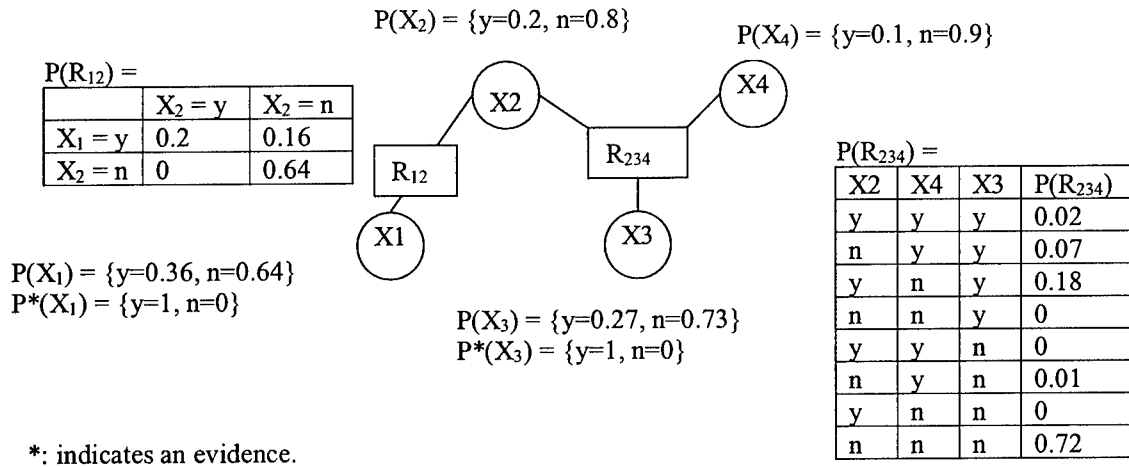 P(X₂) = {y=0.2, n=0.8}
P(X₄) = {y=0.1, n=0.9}
P(R₁₂) =
X₂ = y X₂ = n
X₁ = y 0.2 0.16
X₂ = n 0 0.64
X2
X4
R₁₂
R₂₃₄
X1
X3
P(X₁) = {y=0.36, n=0.64}
P*(X₁) = {y=1, n=0}
P(X₃) = {y=0.27, n=0.73}
P*(X₃) = {y=1, n=0}
P(R₂₃₄) =
X2 X4 X3 P(R₂₃₄)
y y y 0.02
n y y 0.07
y n y 0.18
n n y 0
y y n 0
n y n 0.01
y n n 0
n n n 0.72
*: indicates an evidence.